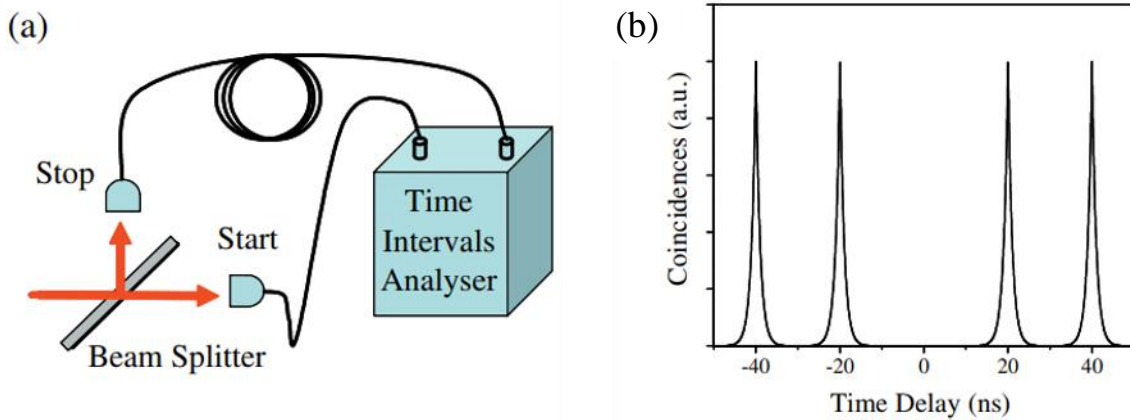 (a)
Stop
Start
Beam Splitter
Time
Intervals
Analyser
(b)
Coincidences (a.u.)
-40
-20
0
20
40
Time Delay (ns)